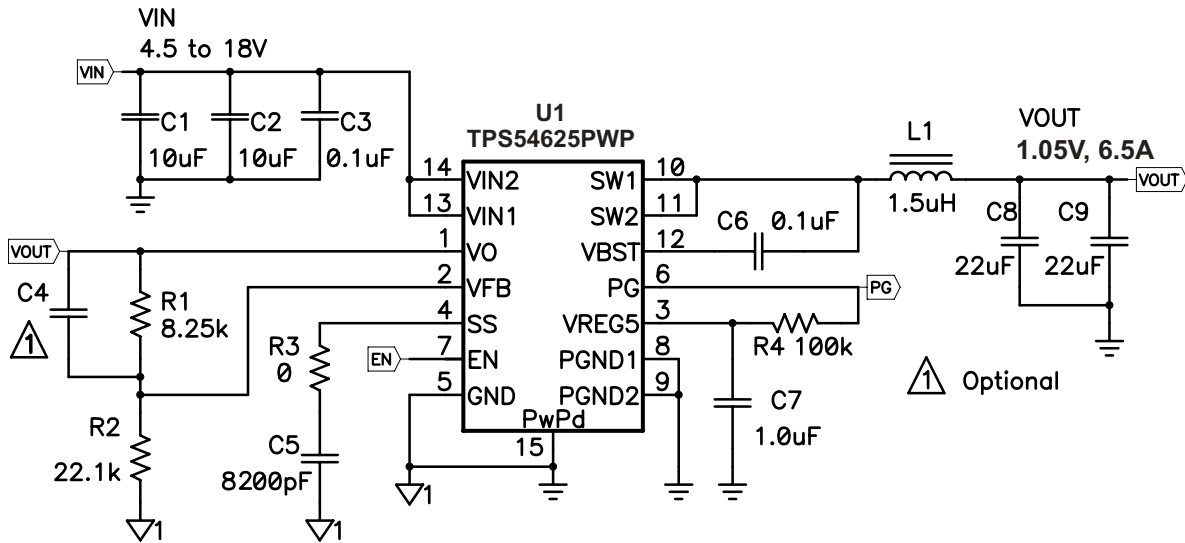 VIN
4.5 to 18V
VIN
C1
10uF
C2
10uF
C3
0.1uF
U1
TPS54625PWP
14
VIN2
13
VIN1
1
VO
2
VFB
4
SS
7
EN
5
GND
SW1
10
SW2
11
VBST
12
PG
6
VREG5
3
PGND1
8
PGND2
9
PwPd
15
VOUT
C4
1
R1
8.25k
R2
22.1k
1
R3
0
C5
8200pF
1
EN
1
C6
0.1uF
L1
1.5uH
VOUT
1.05V, 6.5A
VOUT
C8
22uF
C9
22uF
PG
R4 100k
C7
1.0uF
1 Optional